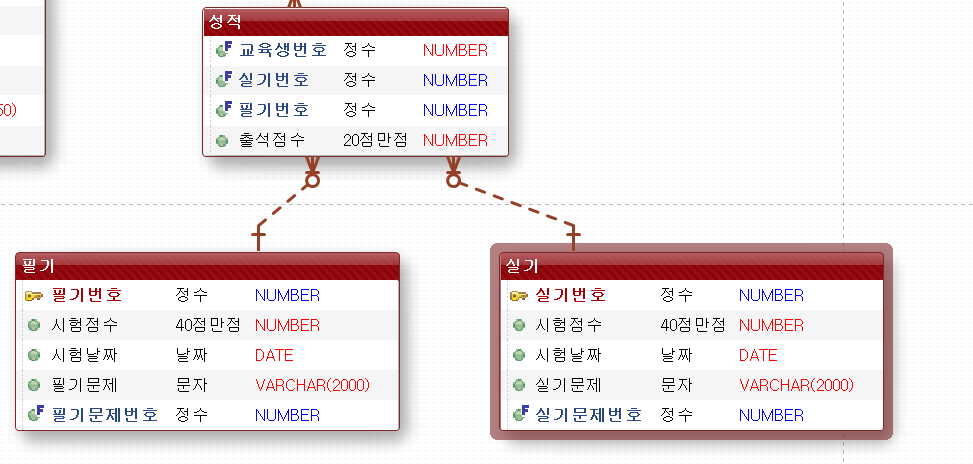 성적
교육생번호 정수 NUMBER
실기번호 정수 NUMBER
필기번호 정수 NUMBER
50)
출석점수 20점만점 NUMBER
필기
필기번호 정수 NUMBER
시험점수 40점만점 NUMBER
시험날짜 날짜 DATE
필기문제 문자 VARCHAR(2000)
필기문제번호 정수 NUMBER
실기
실기번호 정수 NUMBER
시험점수 40점만점 NUMBER
시험날짜 날짜 DATE
실기문제 문자 VARCHAR(2000)
실기문제번호 정수 NUMBER